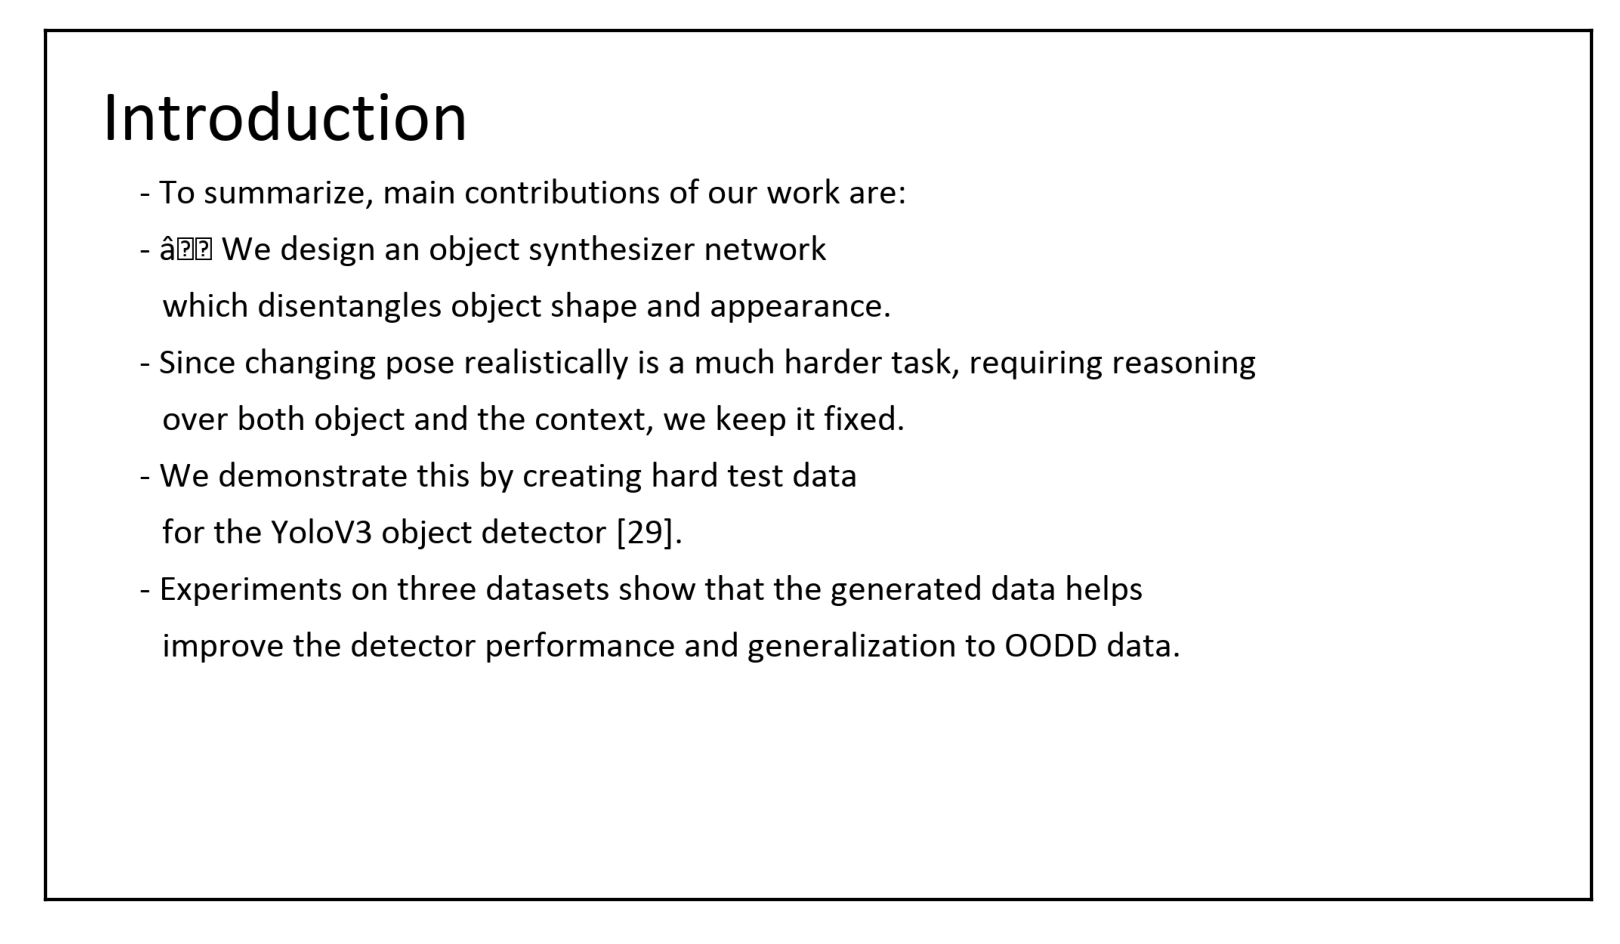 Introduction
- To summarize, main contributions of our work are:
- â⍰⍰ We design an object synthesizer network
which disentangles object shape and appearance.
- Since changing pose realistically is a much harder task, requiring reasoning
over both object and the context, we keep it fixed.
- We demonstrate this by creating hard test data
for the YoloV3 object detector [29].
- Experiments on three datasets show that the generated data helps
improve the detector performance and generalization to OODD data.